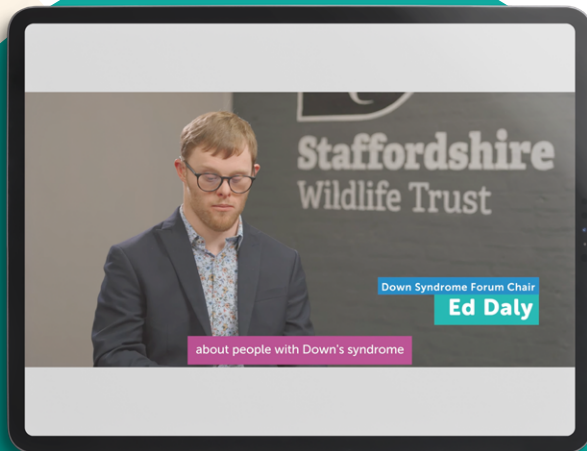 Staffordshire
Wildlife Trust
Down Syndrome Forum Chair
Ed Daly
about people with Down's syndrome